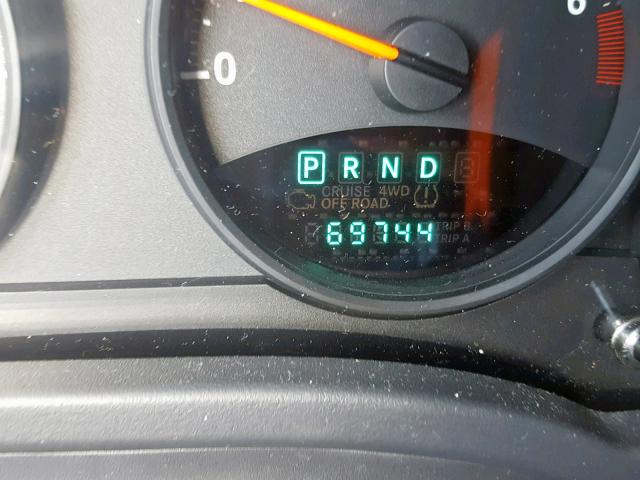 6
0
P R N D
CRUISE 4WD
OFF ROAD
TRIP B
69744
TRIP A